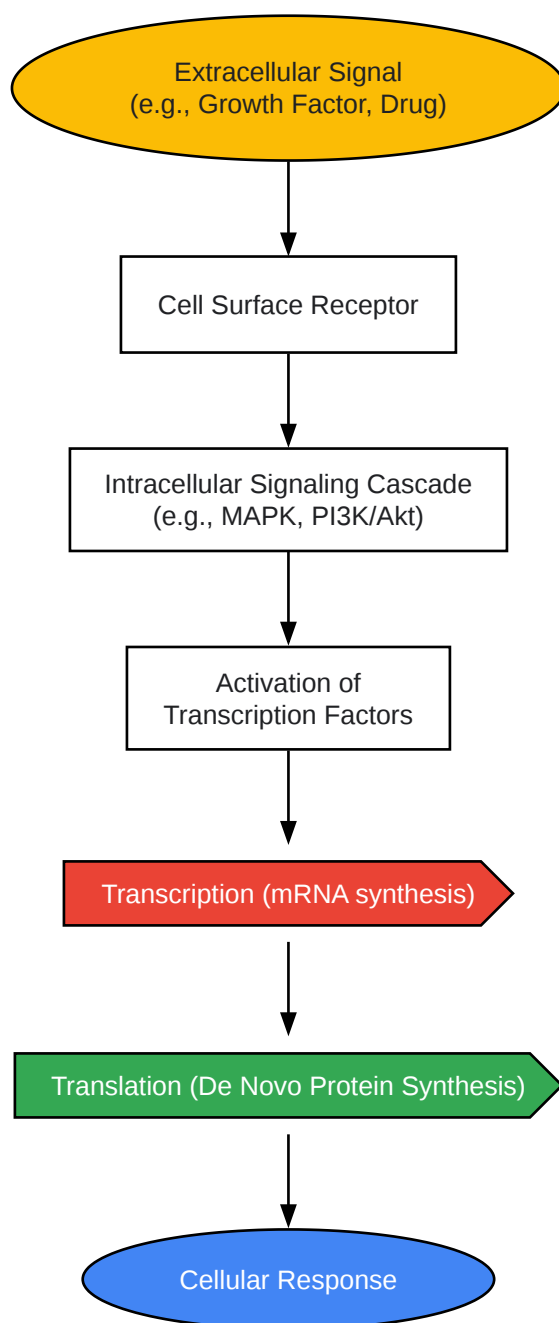 Extracellular Signal
(e.g., Growth Factor, Drug)
Cell Surface Receptor
Intracellular Signaling Cascade
(e.g., MAPK, PI3K/Akt)
Activation of
Transcription Factors
Transcription (mRNA synthesis)
Translation (De Novo Protein Synthesis)
Cellular Response